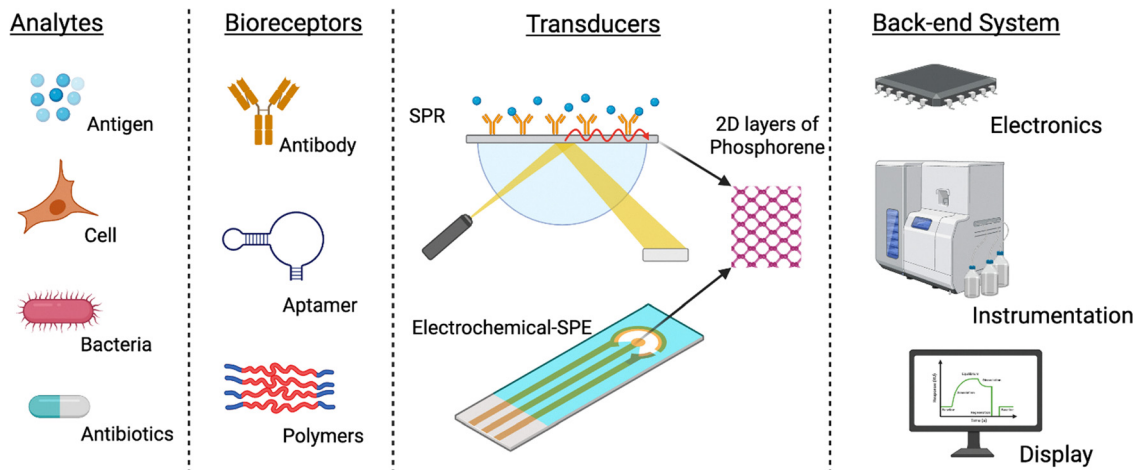 Analytes
Antigen
Cell
Bacteria
Antibiotics
Bioreceptors
Antibody
Aptamer
Polymers
Transducers
SPR
2D layers of
Phosphorene
Electrochemical-SPE
Back-end System
Electronics
Instrumentation
Display